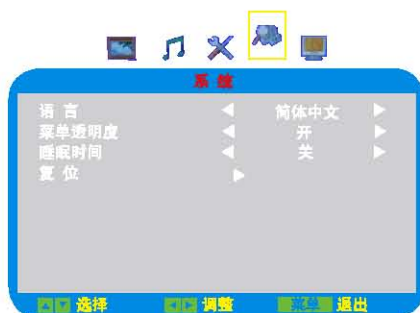 系统
语言 ◀ 简体中文 ▶
菜单透明度 ◀ 开 ▶
睡眠时间 ◀ 关 ▶
复位 ▶
▲▼ 选择 ◀▶ 调整 菜单 退出